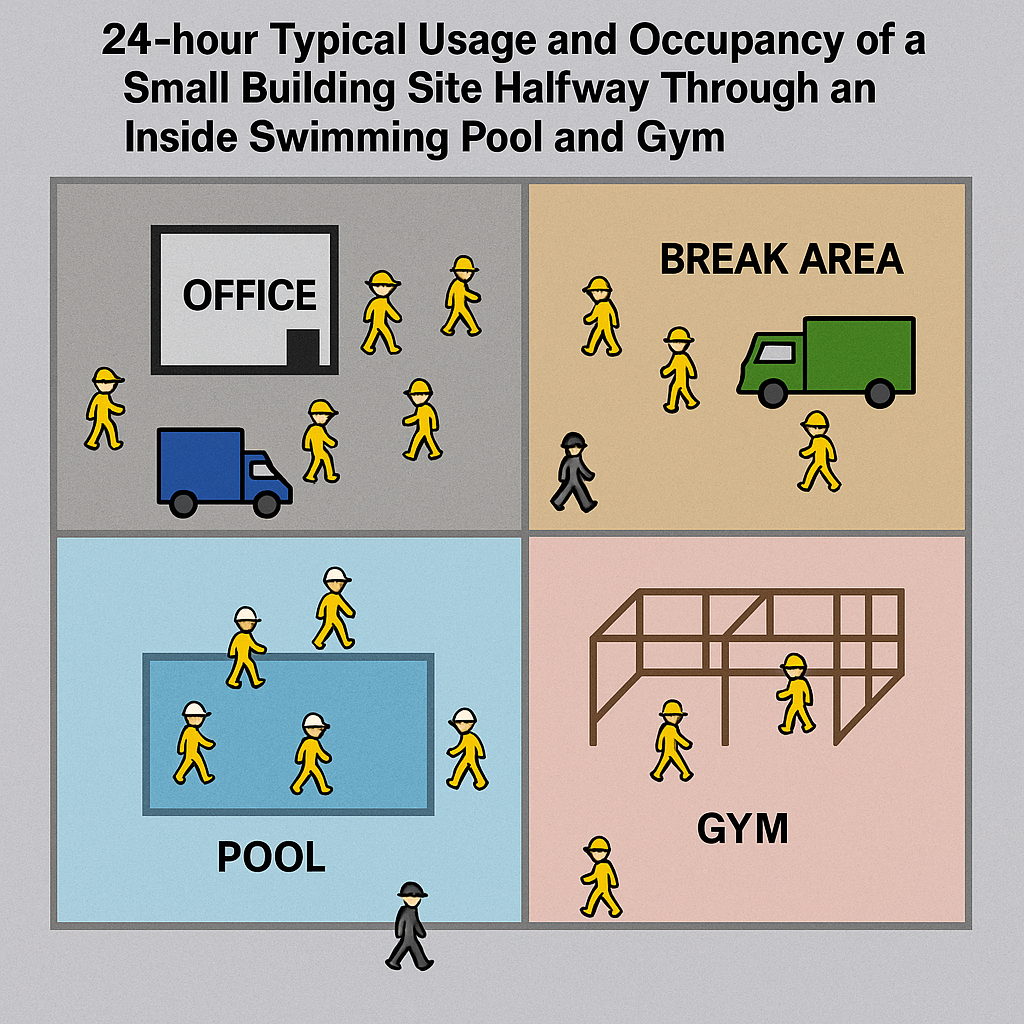 24-hour Typical Usage and Occupancy of a
Small Building Site Halfway Through an
Inside Swimming Pool and Gym
OFFICE
BREAK AREA
POOL
GYM